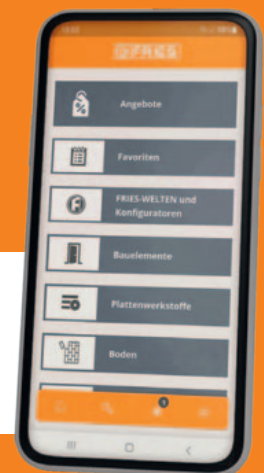 FRIES
Angebote
Favoriten
FRIES-WELTEN und
Konfiguratoren
Bauelemente
Plattenwerkstoffe
Boden